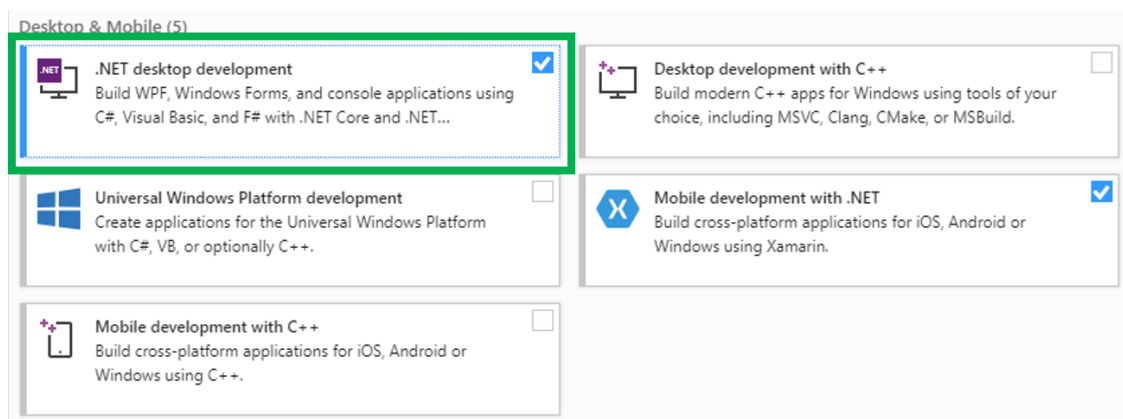 Desktop & Mobile (5)
.NET
.NET desktop development
Build WPF, Windows Forms, and console applications using
C#, Visual Basic, and F# with .NET Core and .NET...
Desktop development with C++
Build modern C++ apps for Windows using tools of your
choice, including MSVC, Clang, CMake, or MSBuild.
Universal Windows Platform development
Create applications for the Universal Windows Platform
with C#, VB, or optionally C++.
Mobile development with .NET
Build cross-platform applications for iOS, Android or
Windows using Xamarin.
Mobile development with C++
Build cross-platform applications for iOS, Android or
Windows using C++.